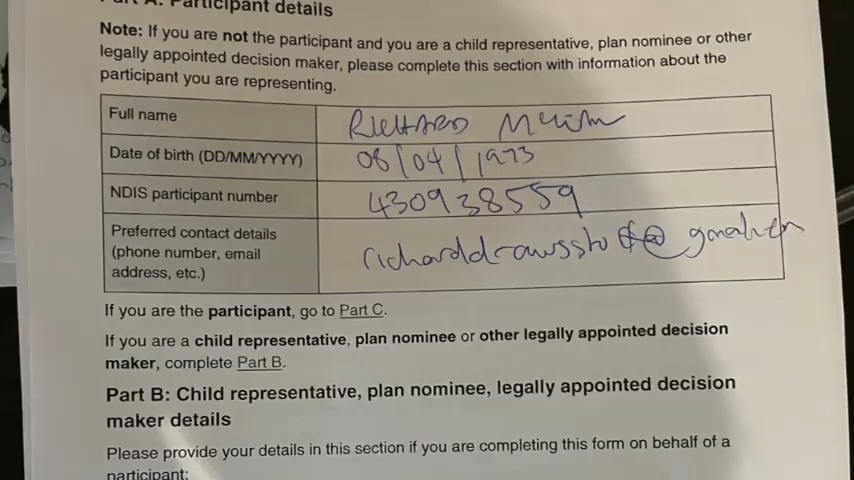 Part A: Participant details
Note: If you are not the participant and you are a child representative, plan nominee or other
legally appointed decision maker, please complete this section with information about the
participant you are representing.
Full name RICHARD
Date of birth (DD/MM/YYYY) 08/04/1973
NDIS participant number 430938559
Preferred contact details
(phone number, email
address, etc.)
If you are the participant, go to Part C.
If you are a child representative, plan nominee or other legally appointed decision
maker, complete Part B.
Part B: Child representative, plan nominee, legally appointed decision
maker details
Please provide your details in this section if you are completing this form on behalf of a
participant: